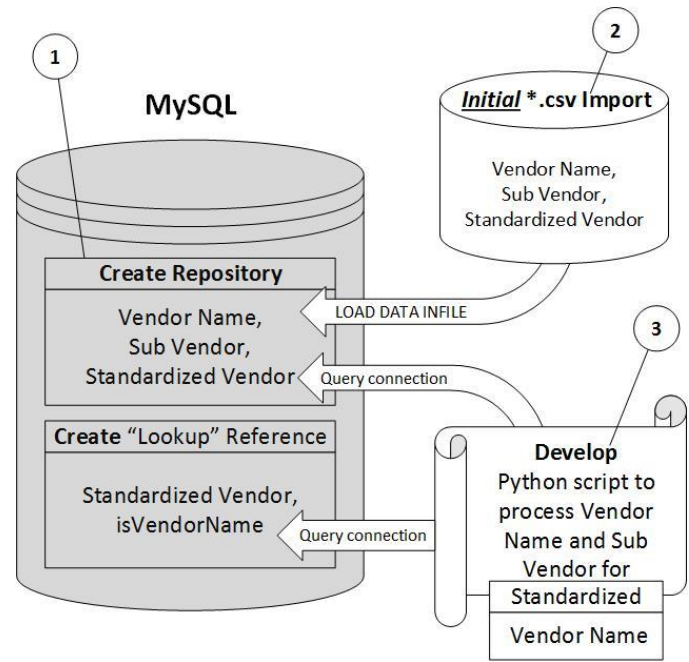 1
2
MySQL
Initial *.csv Import
Vendor Name,
Sub Vendor,
Standardized Vendor
Create Repository
Vendor Name,
Sub Vendor,
Standardized Vendor
LOAD DATA INFILE
Query connection
3
Create “Lookup” Reference
Standardized Vendor,
isVendorName
Query connection
Develop
Python script to
process Vendor
Name and Sub
Vendor for
Standardized
Vendor Name